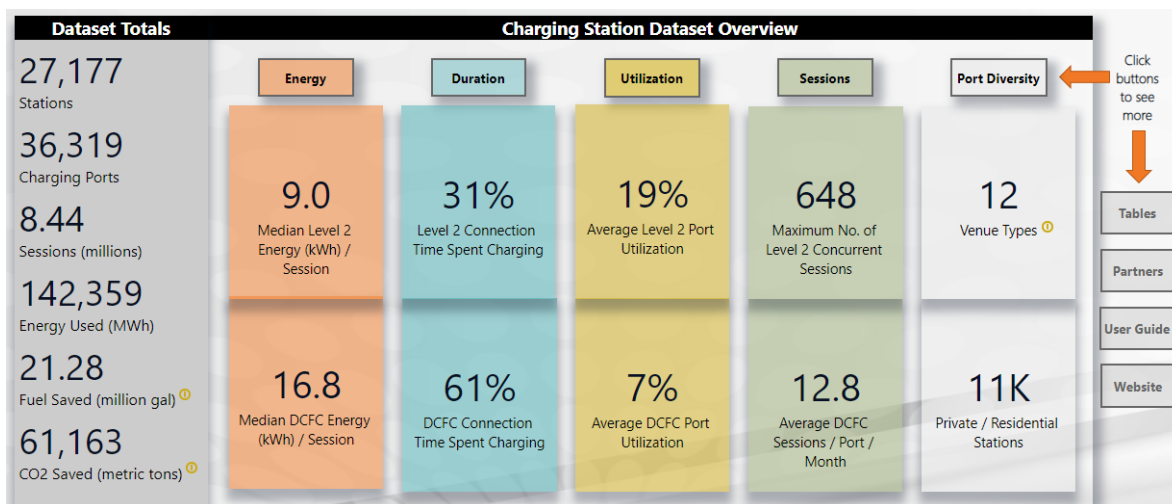 Dataset Totals
27,177
Stations
36,319
Charging Ports
8.44
Sessions (millions)
142,359
Energy Used (MWh)
21.28
Fuel Saved (million gal)
61,163
CO2 Saved (metric tons)
Charging Station Dataset Overview
Energy
9.0
Median Level 2
Energy (kWh) /
Session
16.8
Median DCFC Energy
(kWh) / Session
Duration
31%
Level 2 Connection
Time Spent Charging
61%
DCFC Connection
Time Spent Charging
Utilization
19%
Average Level 2 Port
Utilization
7%
Average DCFC Port
Utilization
Sessions
648
Maximum No. of
Level 2 Concurrent
Sessions
12.8
Average DCFC
Sessions / Port /
Month
Port Diversity
12
Venue Types
11K
Private / Residential
Stations
Click
buttons
to see
more
Tables
Partners
User Guide
Website